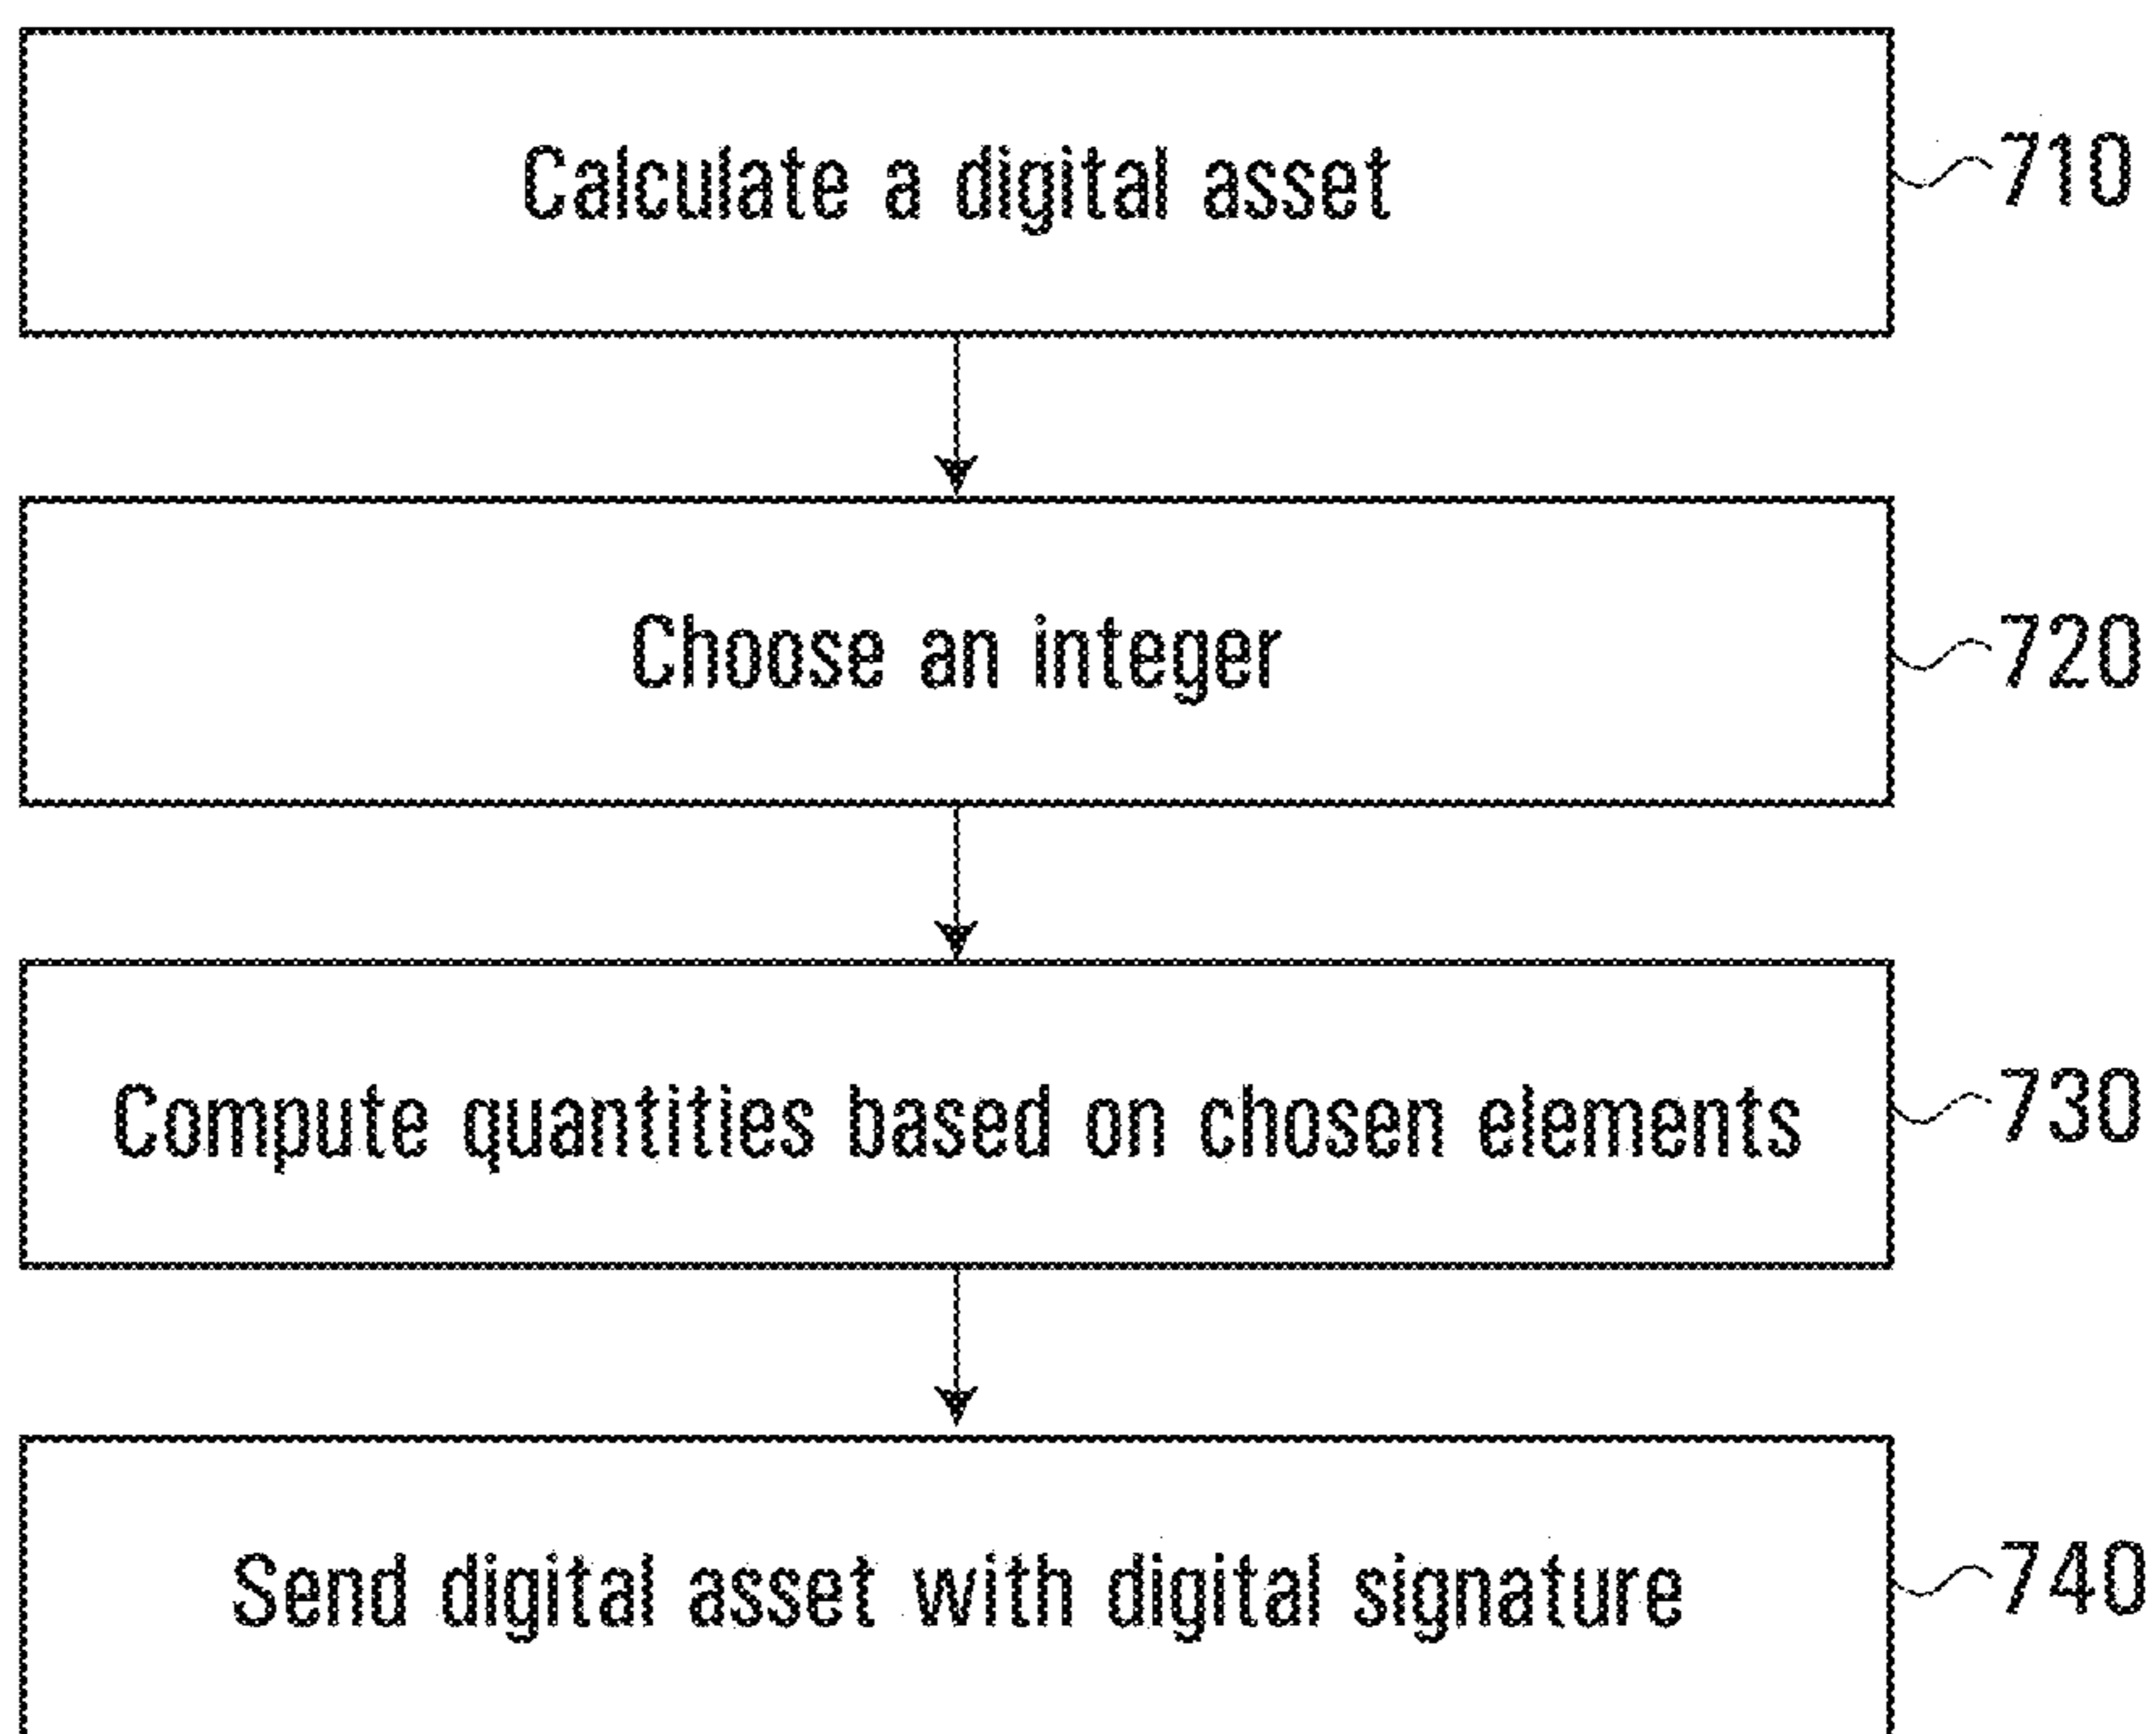 Calculate a digital asset
710
Choose an integer
720
Compute quantities based on chosen elements
730
Send digital asset with digital signature
740